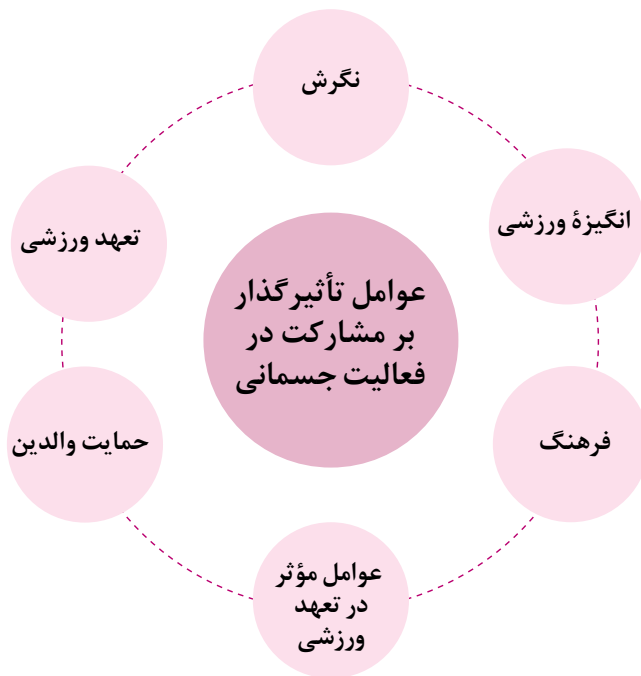 نگرش
انگیزهٔ ورزشی
تعهد ورزشی
عوامل تأثیرگذار
بر مشارکت در
فعالیت جسمانی
فرهنگ
حمایت والدین
عوامل مؤثر
در تعهد
ورزشی